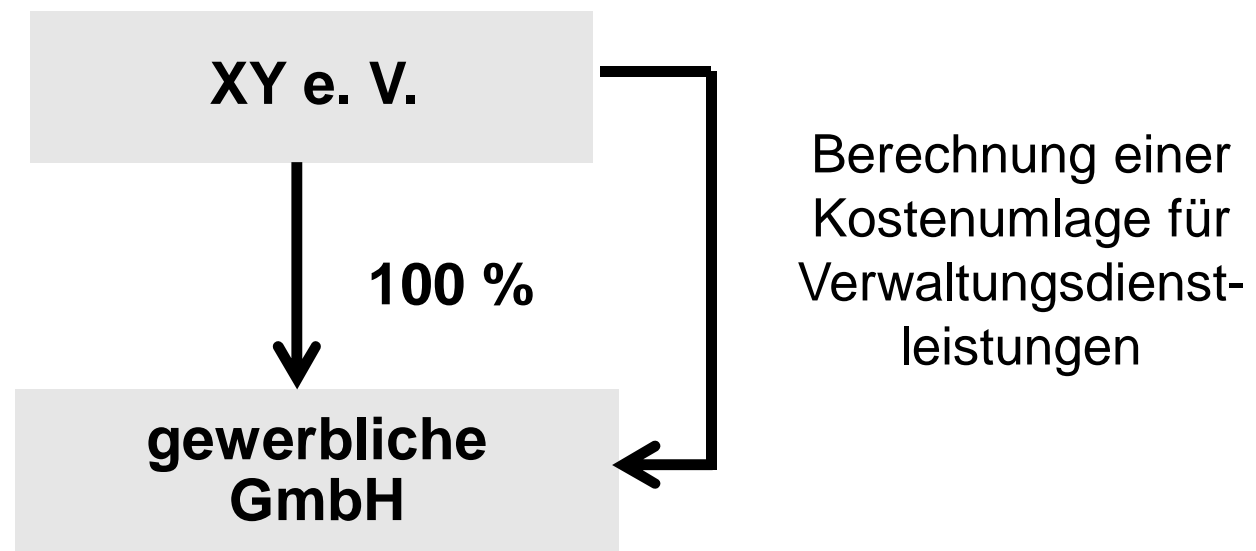 XY e. V.
100 %
gewerbliche
GmbH
Berechnung einer
Kostenumlage für
Verwaltungsdienst-
leistungen